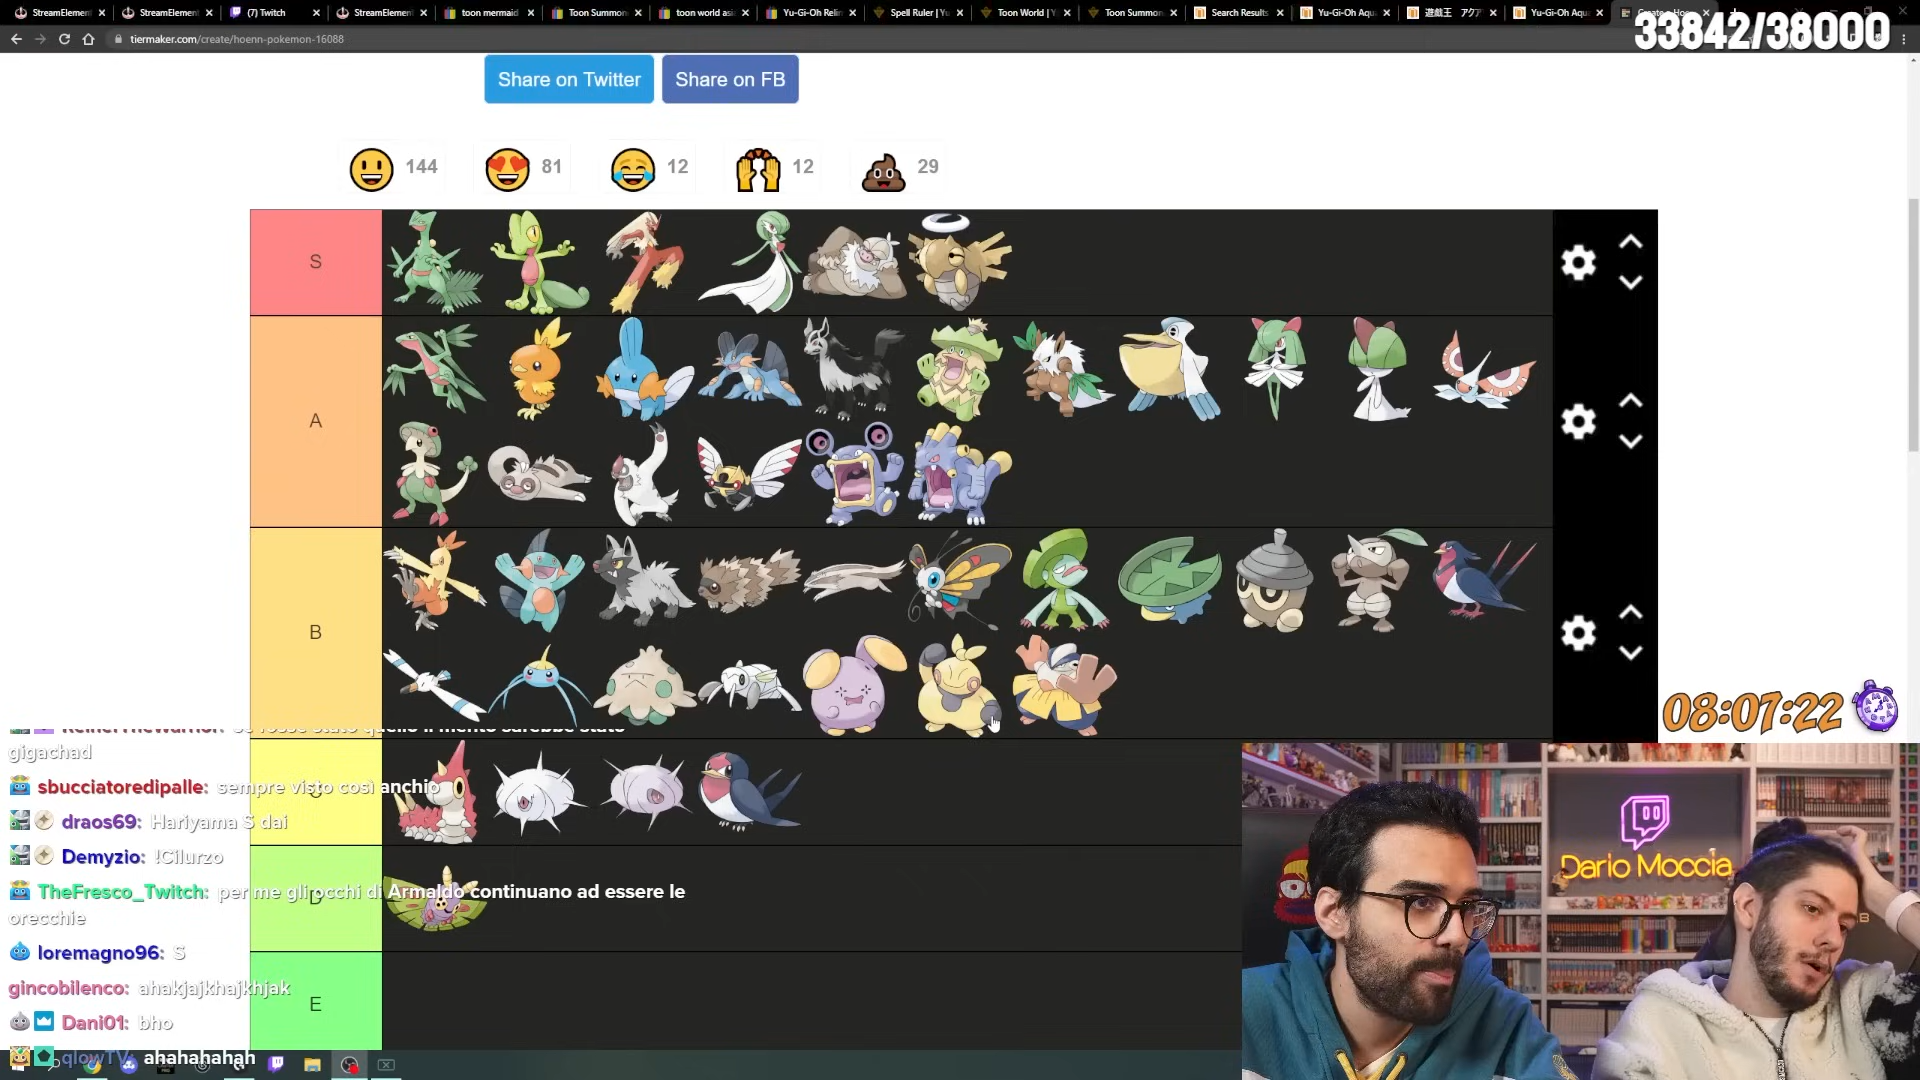 StreamElemen
StreamElement
(7) Twitch
StreamElemen
toon mermaid
Toon Summon
toon world asi
Yu-Gi-Oh Relin
Spell Ruler | Yu
Toon World | Y
Toon Summon
Search Results
Yu-Gi-Oh Aqua
遊戯王 アクア
Yu-Gi-Oh Aqu
tiermaker.com/create/hoenn-pokemon-16088
33842/38000
Share on Twitter
Share on FB
144
81
12
12
29
S
A
B
D
E
08:07:22
gigachad
sbucciatoredipalle: sempre visto così anchio
draos69: Hariyama S dai
Demyzio: !Cilurzo
TheFresco_Twitch: per me gli occhi di Armaldo continuano ad essere le
orecchie
loremagno96: S
gincobilenco: ahakjajkhajkhjak
Dani01: bho
qlowTV: ahahahahah
Dario Moccia